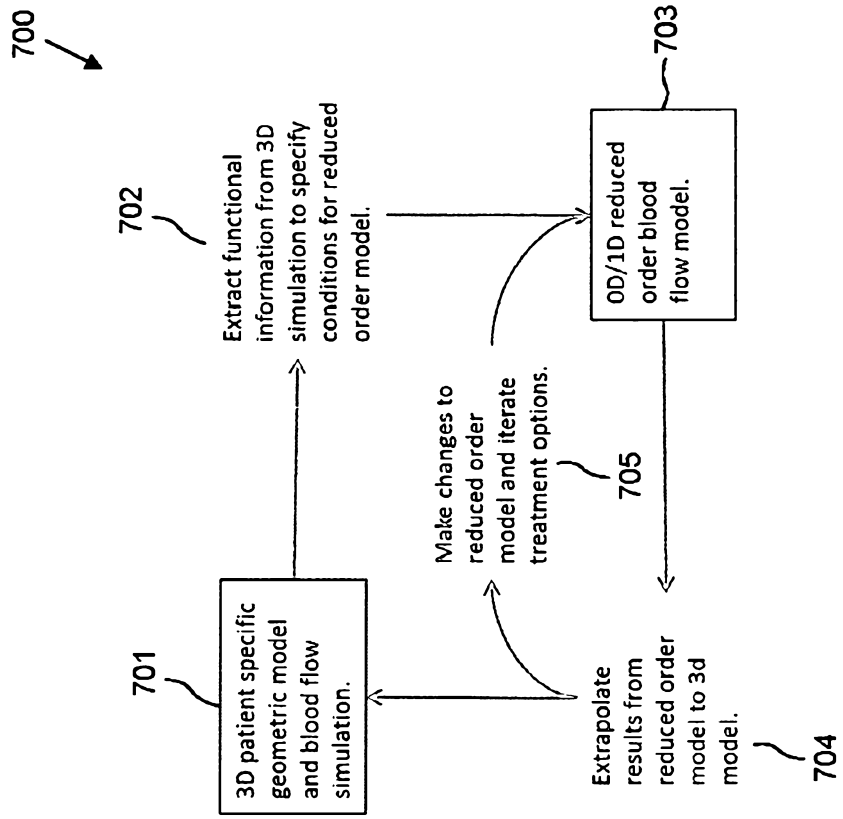 700
701
3D patient specific
geometric model
and blood flow
simulation.
702
Extract functional
information from 3D
simulation to specify
conditions for reduced
order model.
Make changes to
reduced order
model and iterate
treatment options.
705
Extrapolate
results from
reduced order
model to 3d
model.
704
703
0D/1D reduced
order blood
flow model.